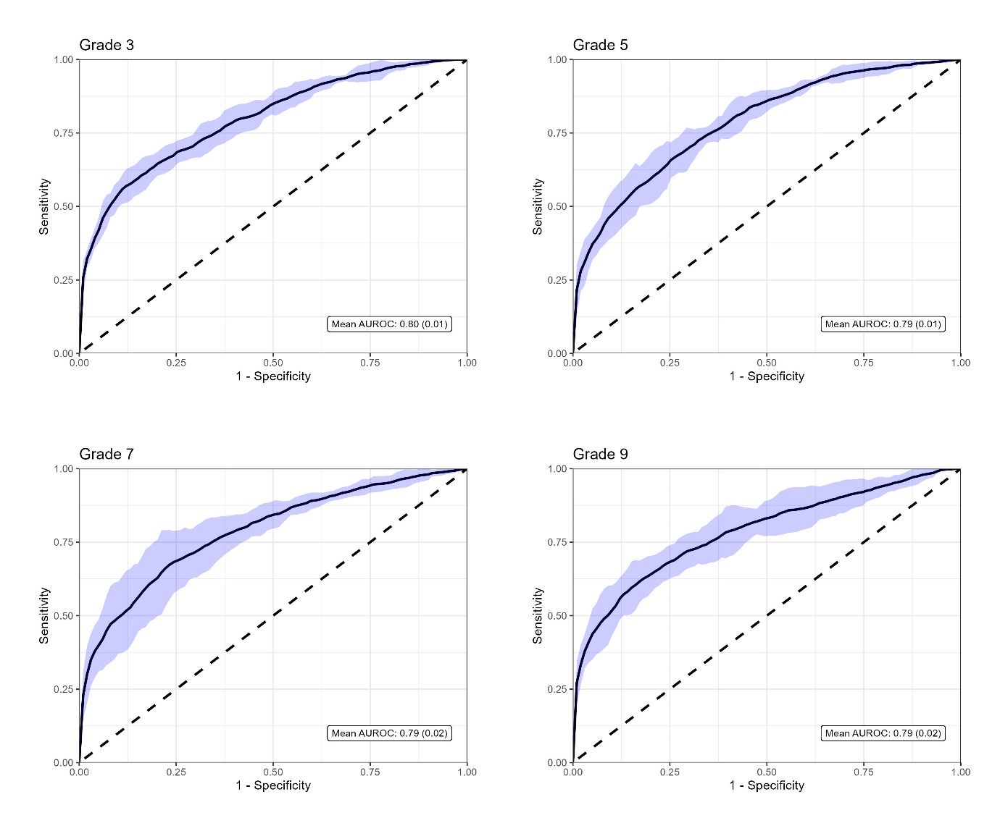 Grade 3
1.00
0.75
0.50
0.25
0.00
Sensitivity
Mean AUROC: 0.80 (0.01)
0.00 0.25 0.50 0.75 1.00
1 - Specificity
Grade 5
1.00
0.75
0.50
0.25
0.00
Sensitivity
Mean AUROC: 0.79 (0.01)
0.00 0.25 0.50 0.75 1.00
1 - Specificity
Grade 7
1.00
0.75
0.50
0.25
0.00
Sensitivity
Mean AUROC: 0.79 (0.02)
0.00 0.25 0.50 0.75 1.00
1 - Specificity
Grade 9
1.00
0.75
0.50
0.25
0.00
Sensitivity
Mean AUROC: 0.79 (0.02)
0.00 0.25 0.50 0.75 1.00
1 - Specificity